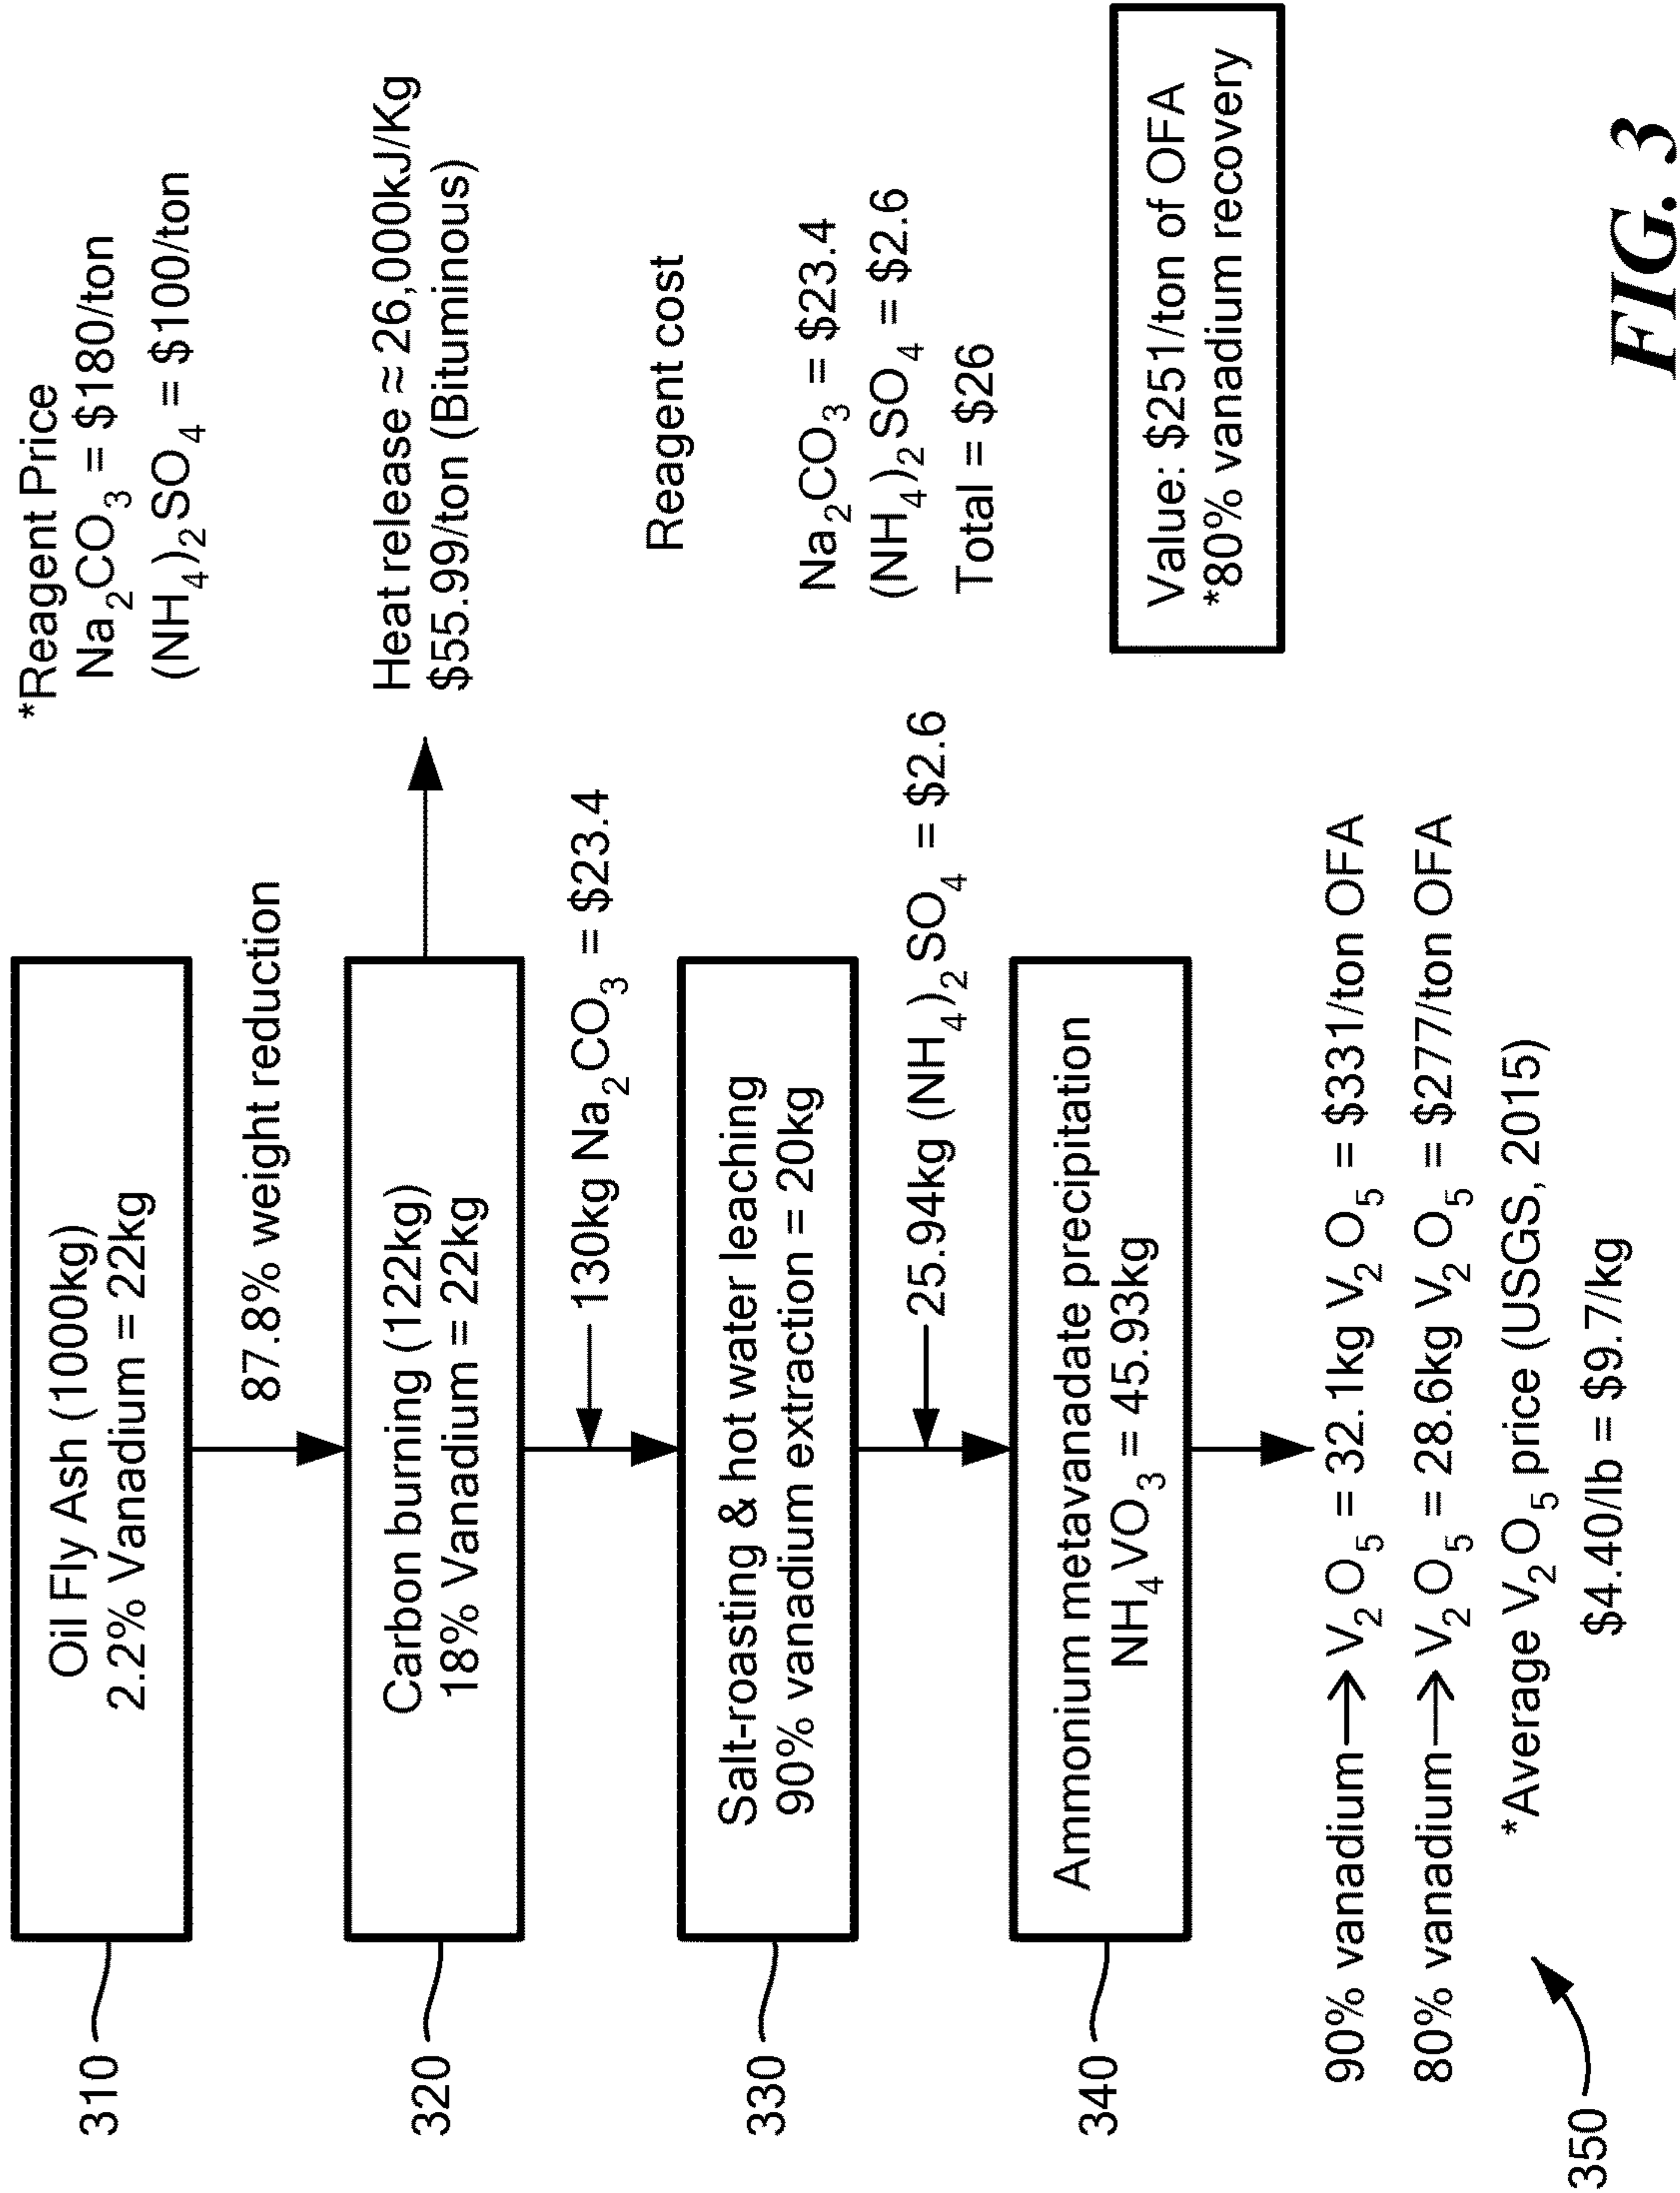 *Reagent Price
Na2CO3 = $180/ton
(NH4)2SO4 = $100/ton
310
Oil Fly Ash (1000kg)
2.2% Vanadium = 22kg
87.8% weight reduction
320
Carbon burning (122kg)
18% Vanadium = 22kg
Heat release ≈ 26,000kJ/Kg
$55.99/ton (Bituminous)
130kg Na2CO3 = $23.4
330
Salt-roasting & hot water leaching
90% vanadium extraction = 20kg
Reagent cost
Na2CO3 = $23.4
(NH4)2SO4 = $2.6
Total = $26
25.94kg (NH4)2SO4 = $2.6
340
Ammonium metavanadate precipitation
NH4VO3 = 45.93kg
Value: $251/ton of OFA
*80% vanadium recovery
90% vanadium → V2O5 = 32.1kg V2O5 = $331/ton OFA
80% vanadium → V2O5 = 28.6kg V2O5 = $277/ton OFA
*Average V2O5 price (USGS, 2015)
$4.40/lb = $9.7/kg
350
FIG. 3